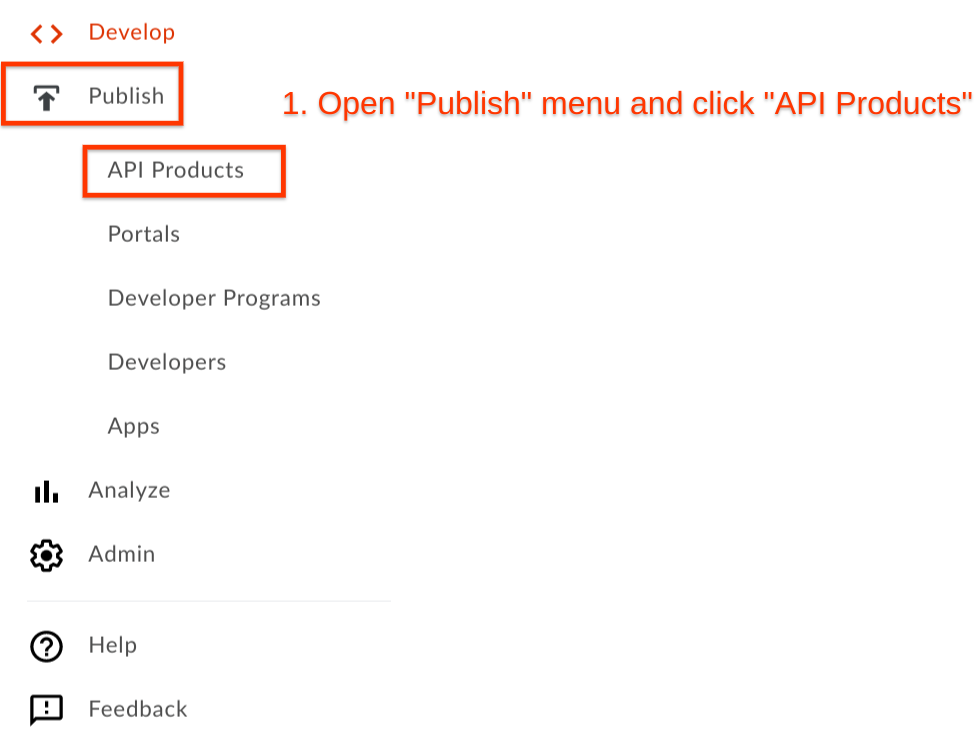 Develop
Publish
1. Open "Publish" menu and click "API Products"
API Products
Portals
Developer Programs
Developers
Apps
Analyze
Admin
Help
Feedback